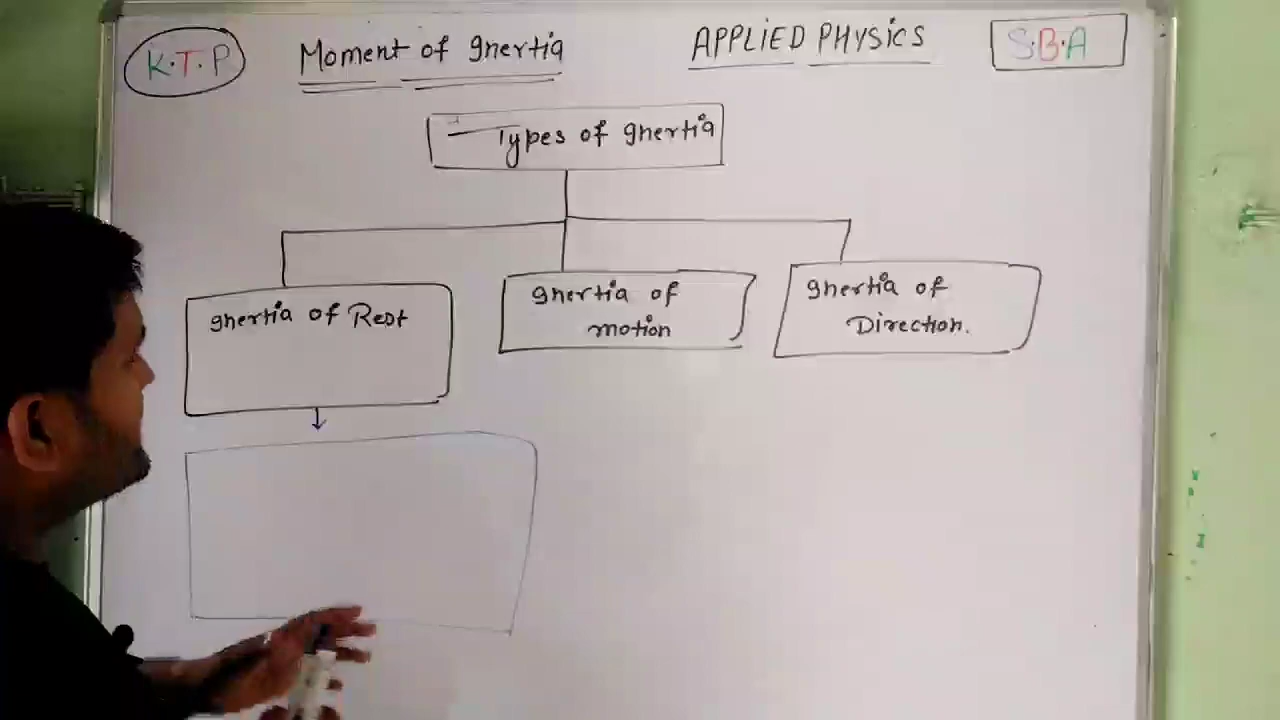 K.T.P
Moment of Inertia
APPLIED PHYSICS
S.B.A
Types of Inertia
Inertia of Rest
Inertia of
motion
Inertia of
Direction.